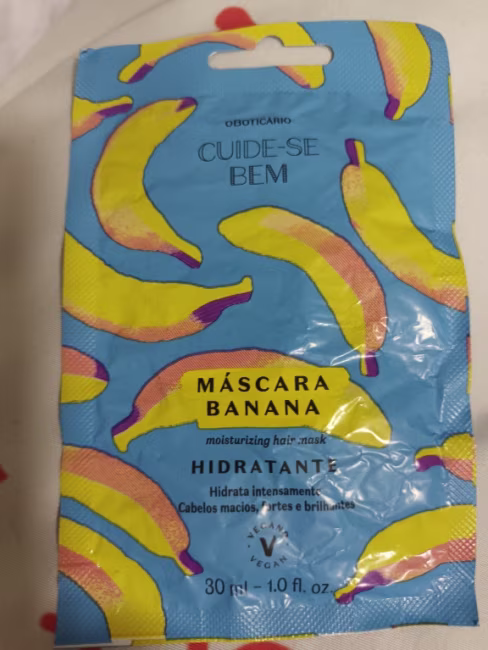 OBOTICÁRIO
CUIDE-SE
BEM
MÁSCARA
BANANA
moisturizing hair mask
HIDRATANTE
Hidrata intensamente
Cabelos macios, fortes e brilhantes
VEGANO
V
VEGAN
30 ml – 1.0 fl. oz.